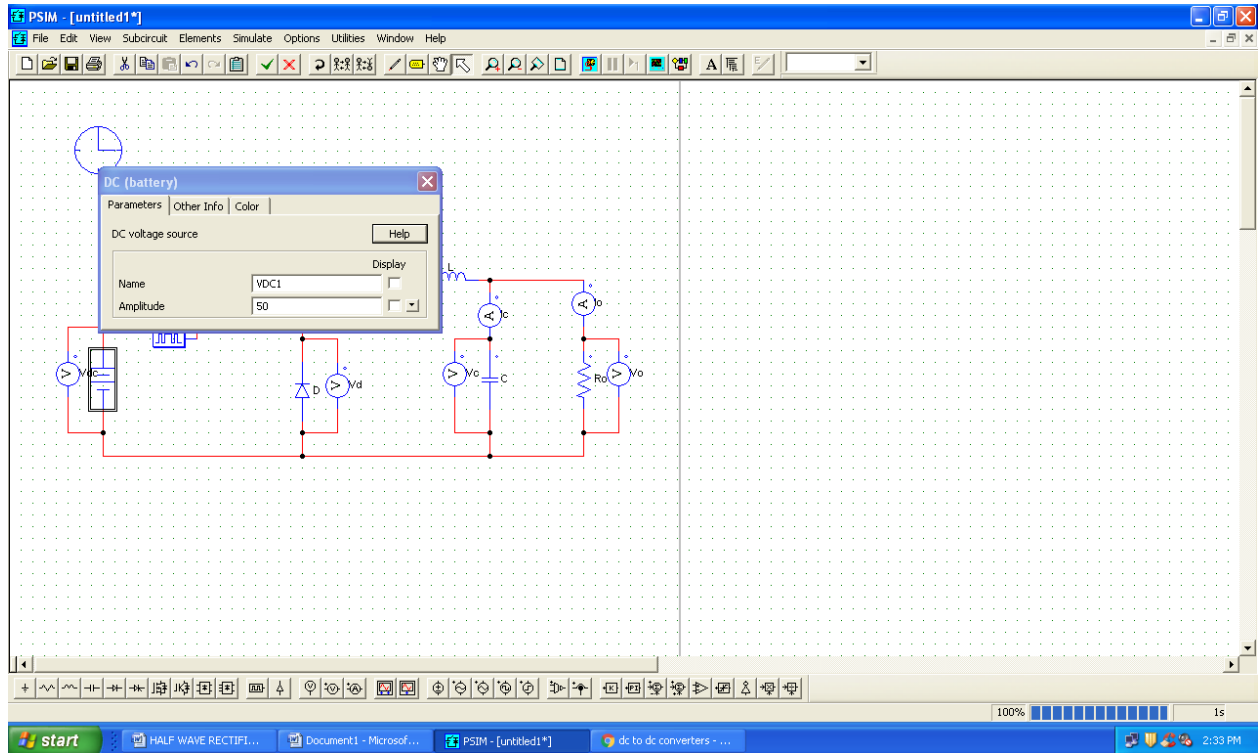 PSIM - [untitled1*]
File Edit View Subcircuit Elements Simulate Options Utilities Window Help
DC (battery)
Parameters Other Info Color
DC voltage source Help
Display
Name VDC1
Amplitude 50
L
Ic Io
Vdc D Vd Vc C Ro Vo
100% 1s
start HALF WAVE RECTIFI... Document1 - Microsof... PSIM - [untitled1*] dc to dc converters - ... 2:33 PM